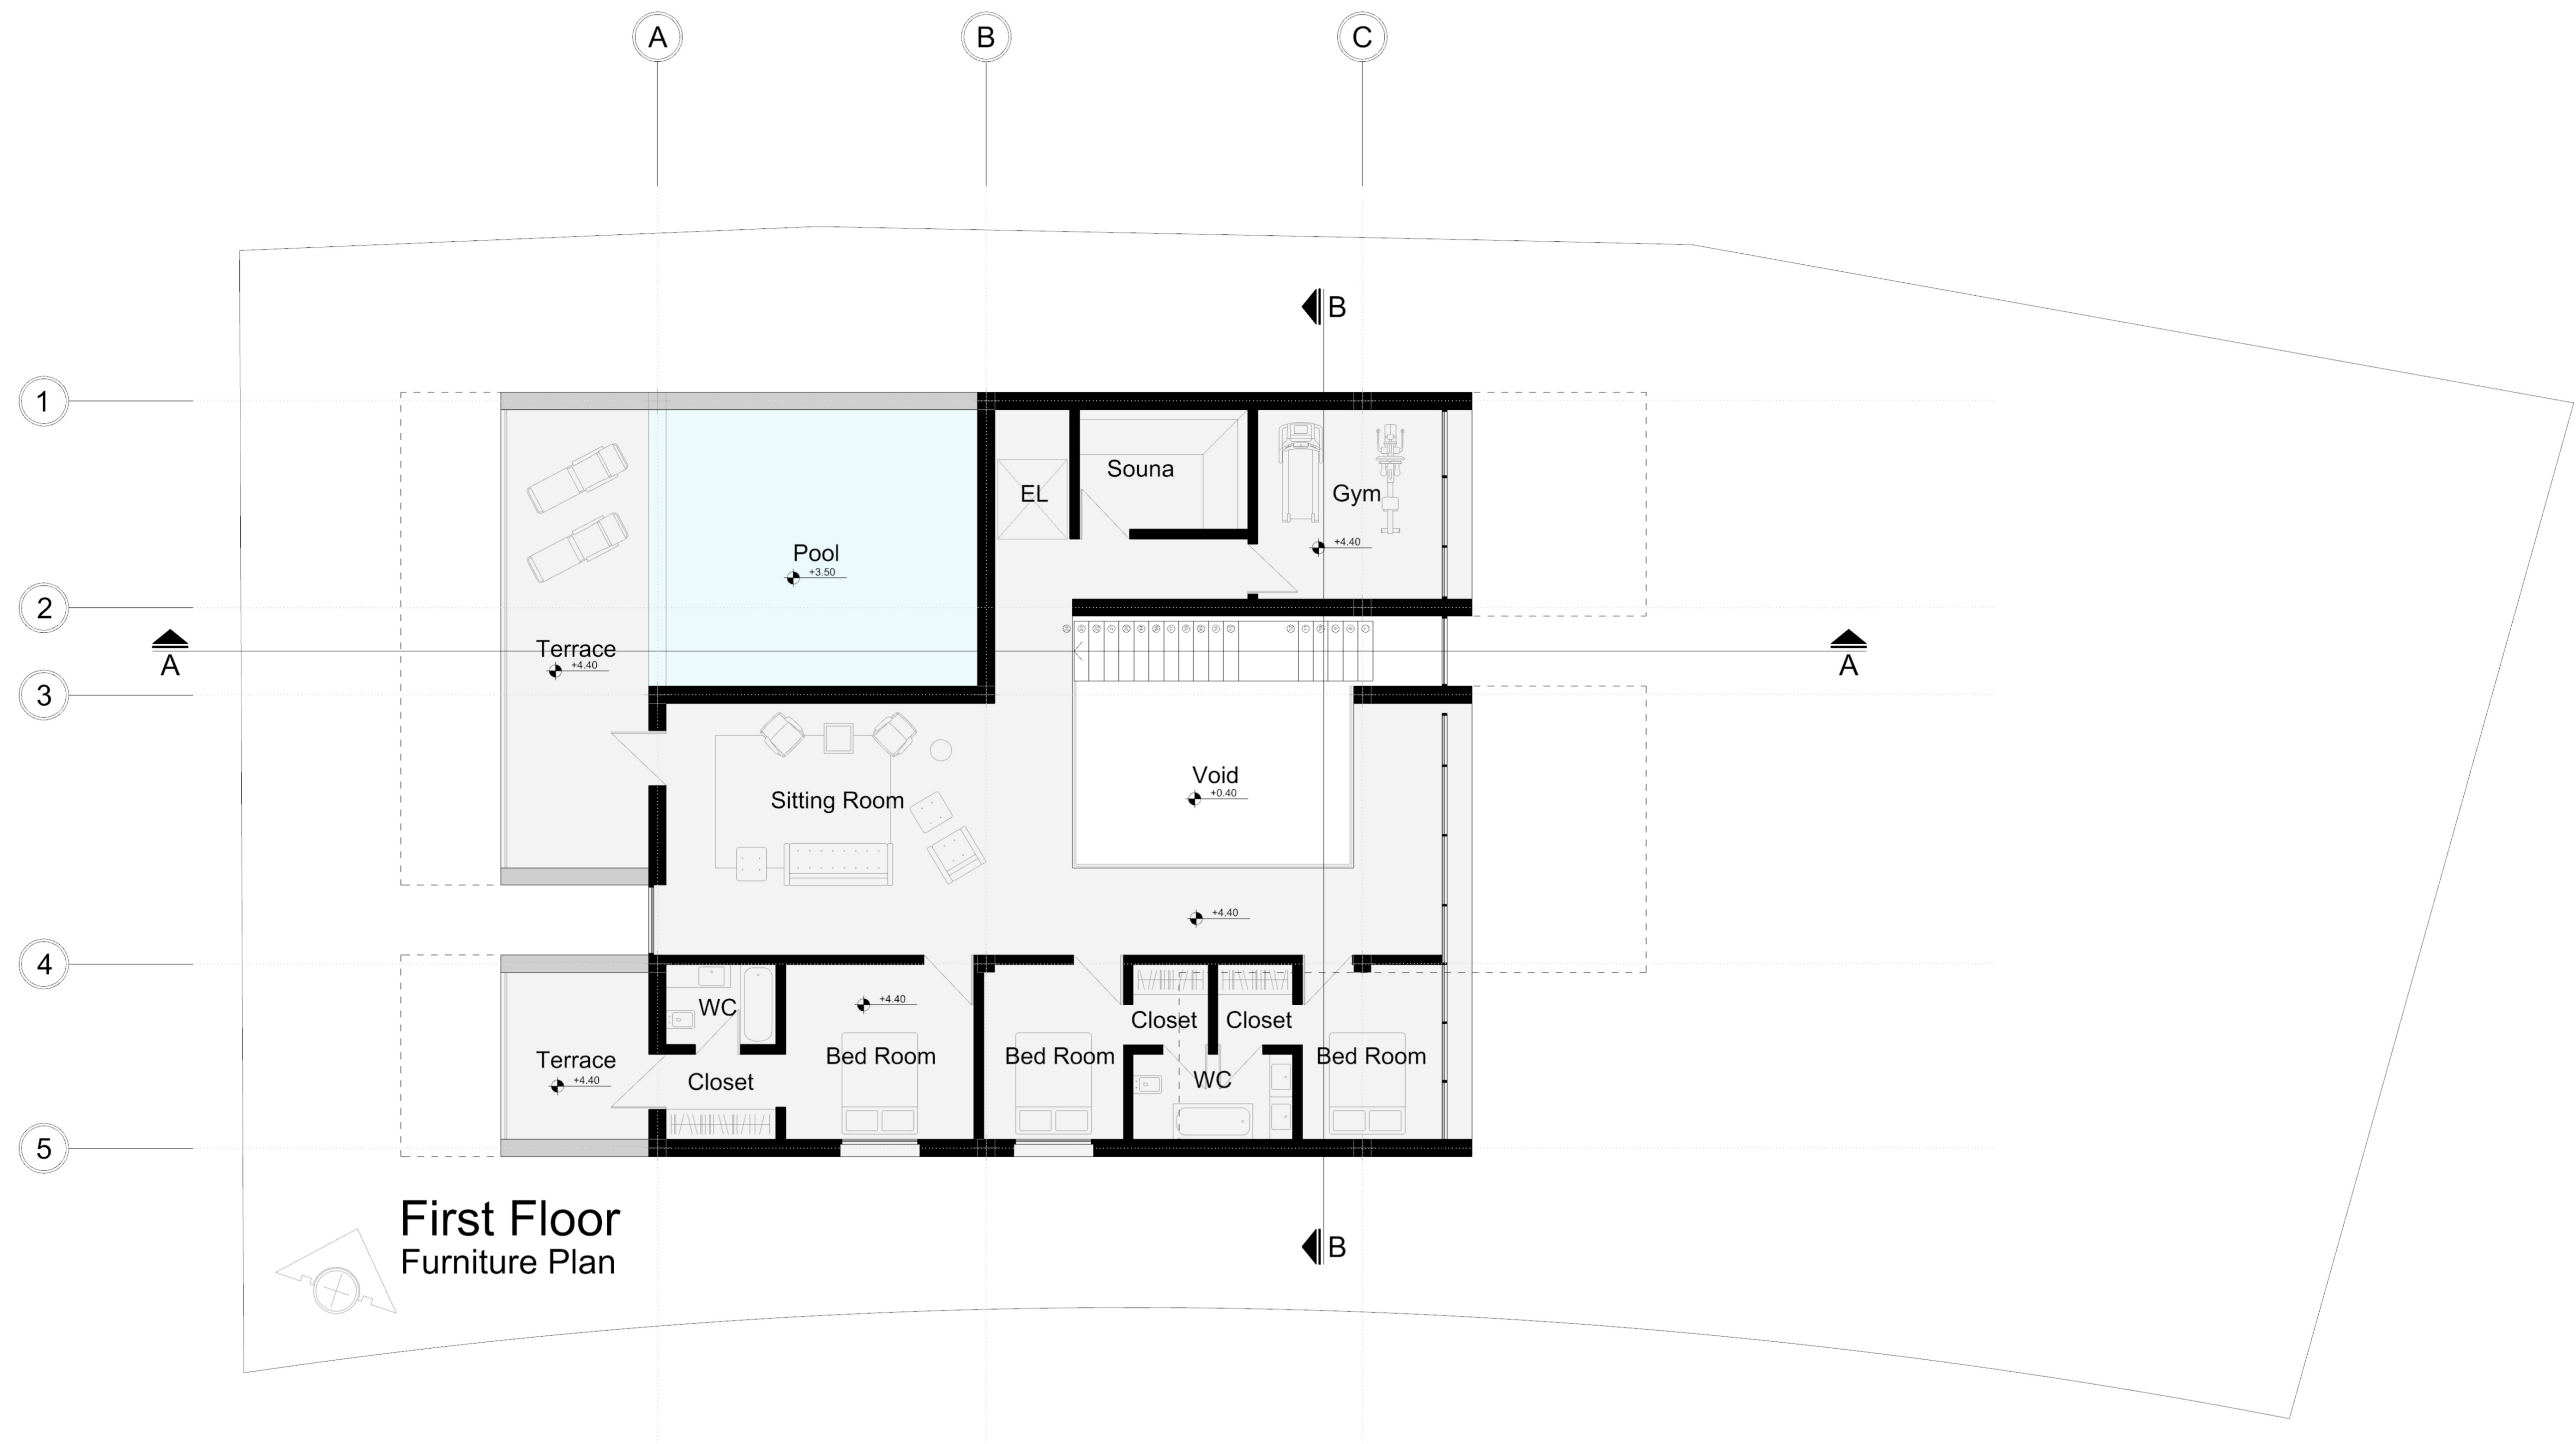 A
B
C
B
1
Souna
EL
Gym
+4.40
Pool
+3.50
2
Terrace
+4.40
A
A
3
Void
+0.40
Sitting Room
+4.40
4
WC
+4.40
Closet
Closet
Terrace
+4.40
Bed Room
Bed Room
Bed Room
Closet
WC
5
First Floor
Furniture Plan
B